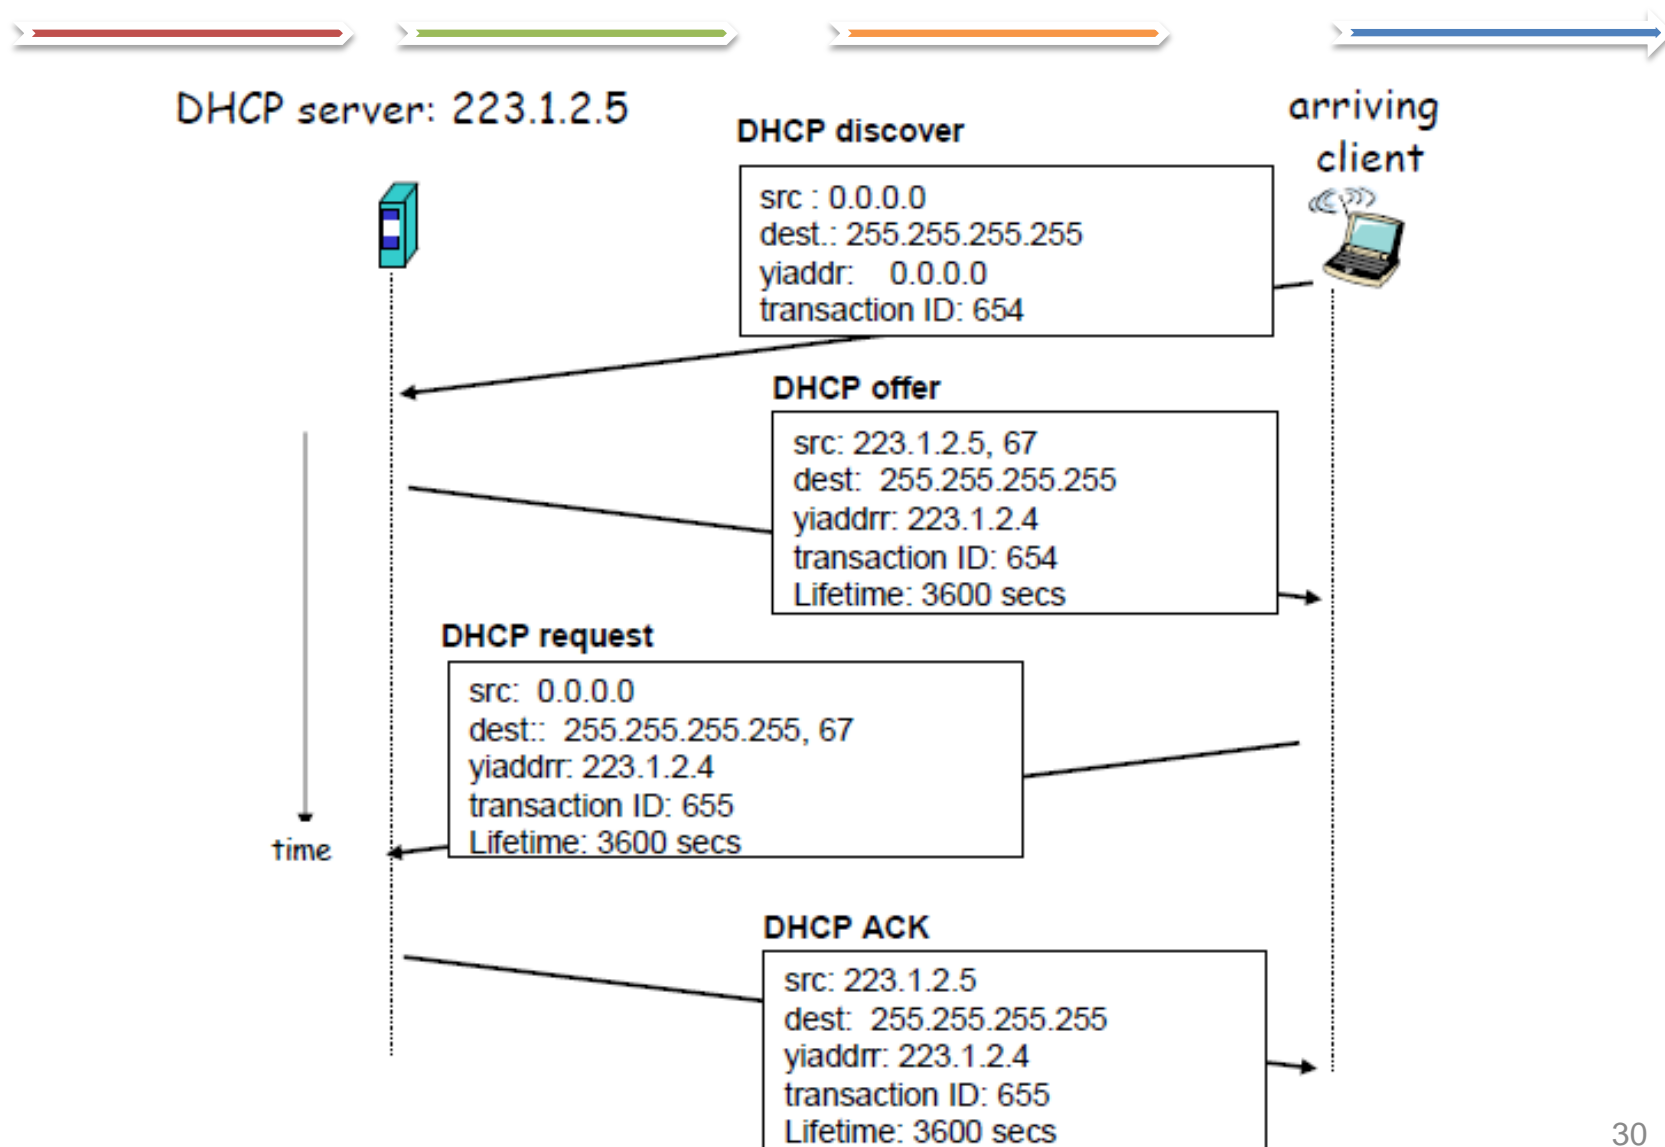 DHCP server: 223.1.2.5
arriving
client
DHCP discover
src : 0.0.0.0
dest.: 255.255.255.255
yiaddr: 0.0.0.0
transaction ID: 654
DHCP offer
src: 223.1.2.5, 67
dest: 255.255.255.255
yiaddrr: 223.1.2.4
transaction ID: 654
Lifetime: 3600 secs
DHCP request
src: 0.0.0.0
dest:: 255.255.255.255, 67
yiaddrr: 223.1.2.4
transaction ID: 655
Lifetime: 3600 secs
time
DHCP ACK
src: 223.1.2.5
dest: 255.255.255.255
yiaddrr: 223.1.2.4
transaction ID: 655
Lifetime: 3600 secs
30